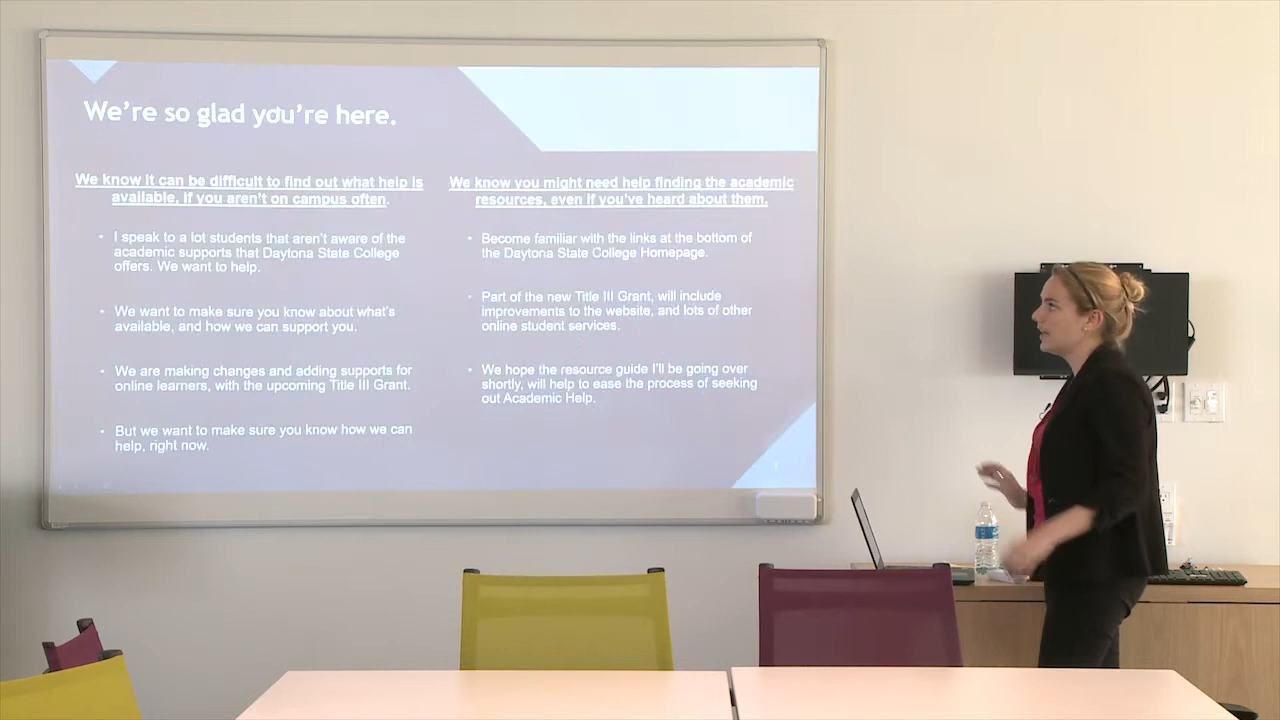 We're so glad you're here.
We know it can be difficult to find out what help is
available, if you aren't on campus often.
• I speak to a lot students that aren't aware of the
academic supports that Daytona State College
offers. We want to help.
• We want to make sure you know about what's
available, and how we can support you.
• We are making changes and adding supports for
online learners, with the upcoming Title III Grant.
• But we want to make sure you know how we can
help, right now.
We know you might need help finding the academic
resources, even if you've heard about them.
• Become familiar with the links at the bottom of
the Daytona State College Homepage.
• Part of the new Title III Grant, will include
improvements to the website, and lots of other
online student services.
• We hope the resource guide I'll be going over
shortly, will help to ease the process of seeking
out Academic Help.